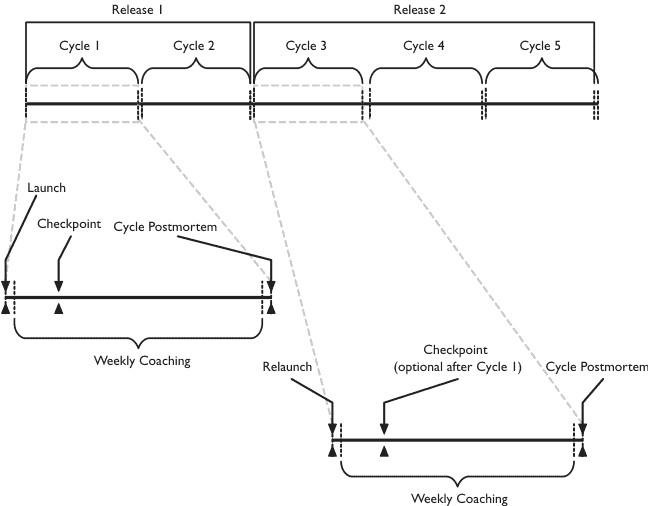 Release 1
Release 2
Cycle 1
Cycle 2
Cycle 3
Cycle 4
Cycle 5
Launch
Checkpoint
Cycle Postmortem
Weekly Coaching
Relaunch
Checkpoint
(optional after Cycle 1)
Cycle Postmortem
Weekly Coaching